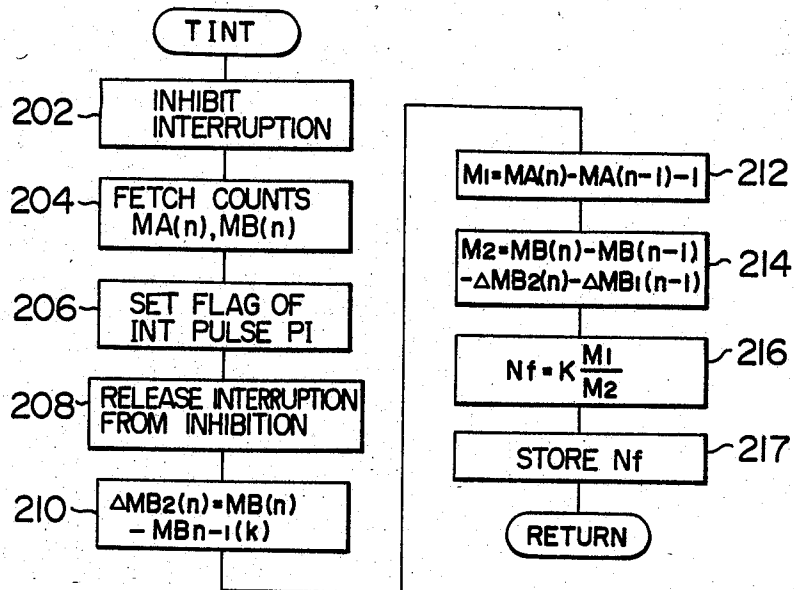 TINT
202
INHIBIT
INTERRUPTION
204
FETCH COUNTS
MA(n), MB(n)
206
SET FLAG OF
INT PULSE PI
208
RELEASE INTERRUPTION
FROM INHIBITION
210
ΔMB2(n)=MB(n)
-MBn-1(k)
M1=MA(n)-MA(n-1)-1
212
M2=MB(n)-MB(n-1)
-ΔMB2(n)-ΔMB1(n-1)
214
Nf=K M1/M2
216
STORE Nf
217
RETURN